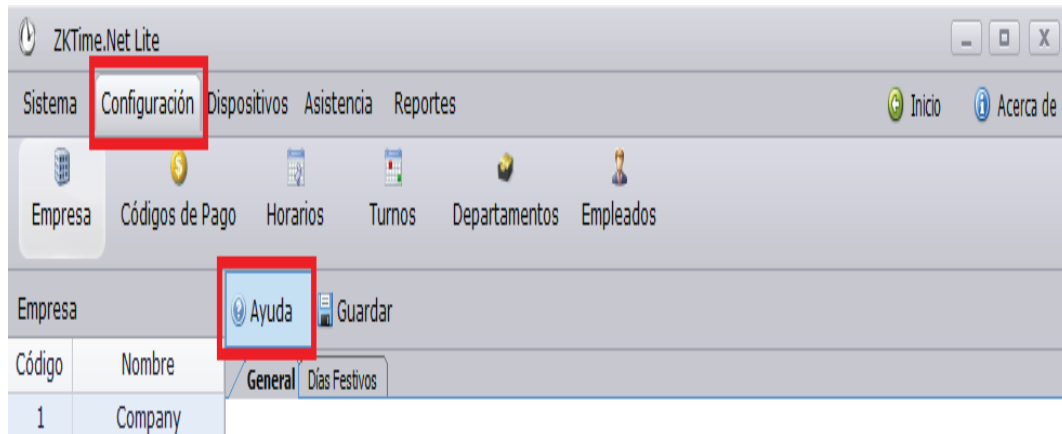 ZKTime.Net Lite
Sistema Configuración Dispositivos Asistencia Reportes Inicio Acerca de
Empresa Códigos de Pago Horarios Turnos Departamentos Empleados
Empresa Ayuda Guardar
Código Nombre General Días Festivos
1 Company